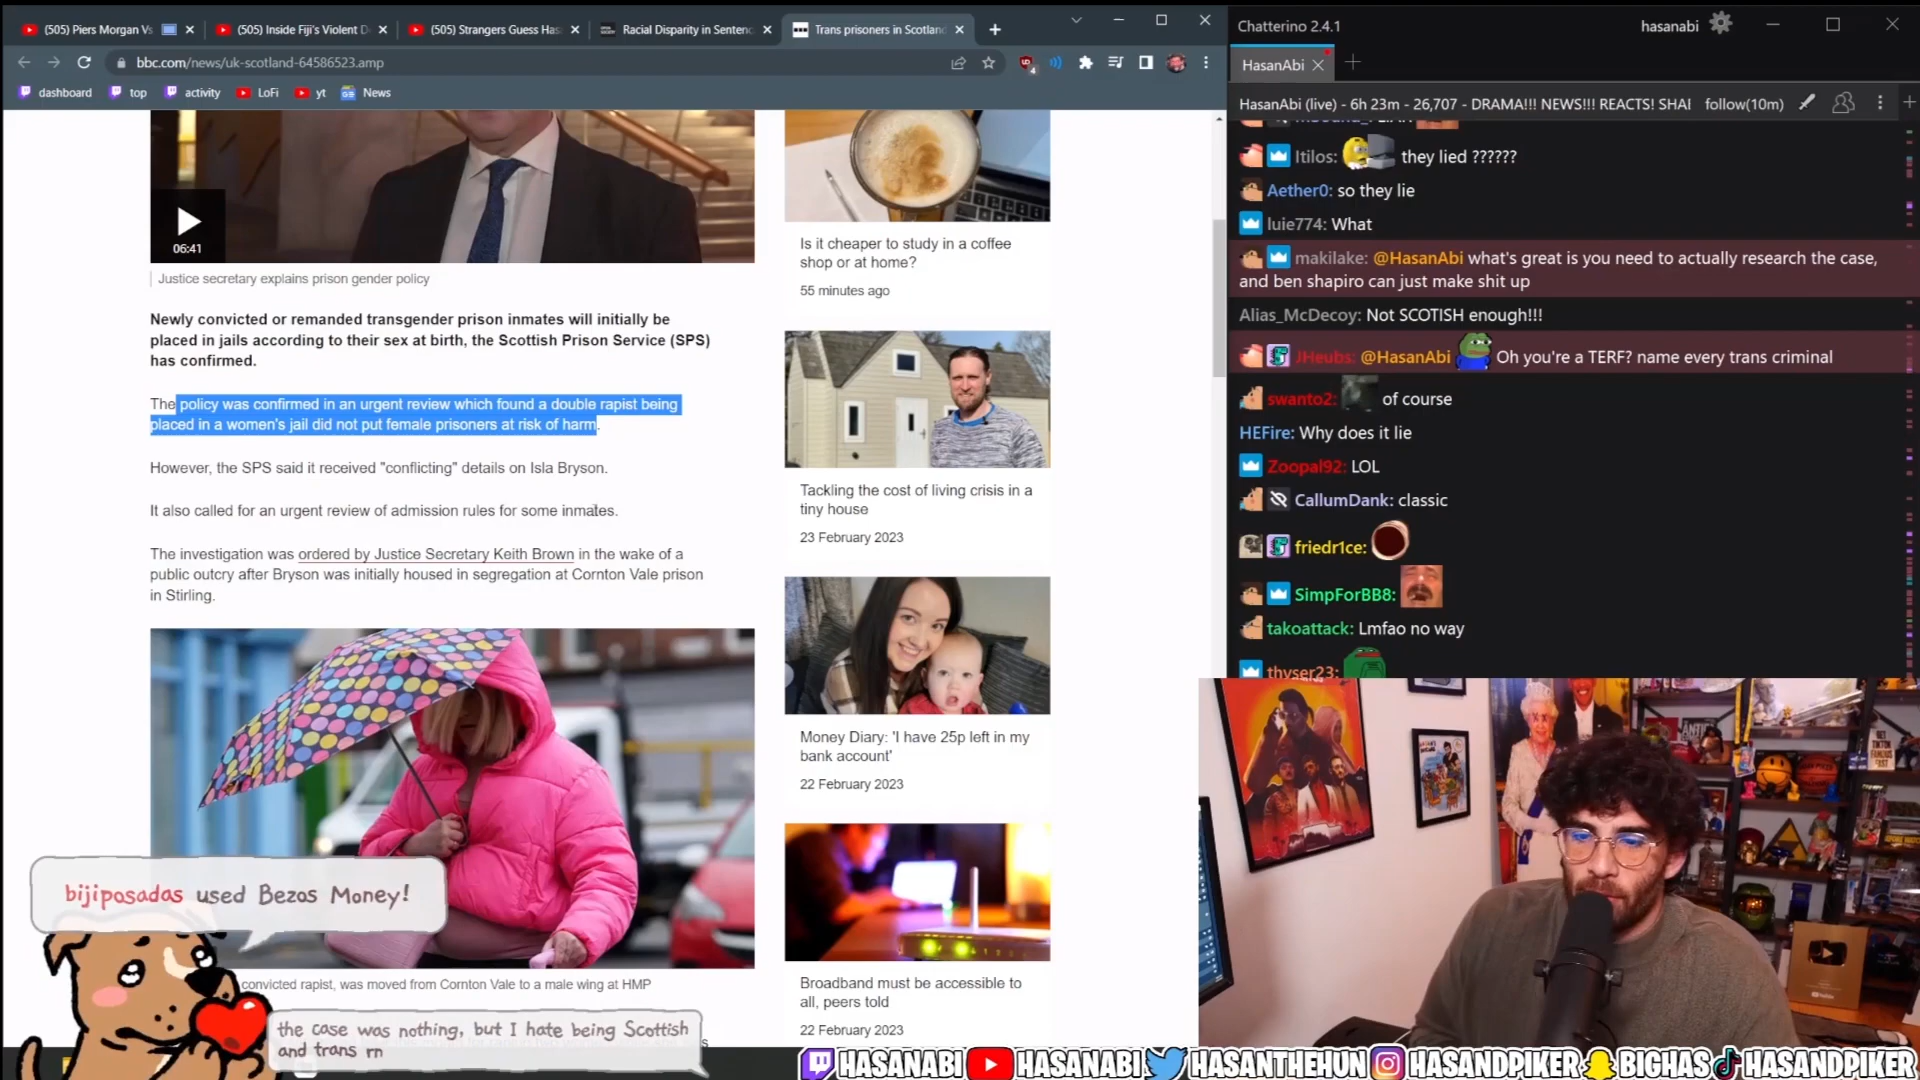 (505) Piers Morgan Vs
(505) Inside Fiji's Violent D
(505) Strangers Guess Has
Racial Disparity in Sentenc
Trans prisoners in Scotland
bbc.com/news/uk-scotland-64586523.amp
4
dashboard
top
activity
LoFi
yt
News
06:41
Justice secretary explains prison gender policy
Newly convicted or remanded transgender prison inmates will initially be
placed in jails according to their sex at birth, the Scottish Prison Service (SPS)
has confirmed.
The policy was confirmed in an urgent review which found a double rapist being
placed in a women's jail did not put female prisoners at risk of harm.
However, the SPS said it received "conflicting" details on Isla Bryson.
It also called for an urgent review of admission rules for some inmates.
The investigation was ordered by Justice Secretary Keith Brown in the wake of a
public outcry after Bryson was initially housed in segregation at Cornton Vale prison
in Stirling.
convicted rapist, was moved from Cornton Vale to a male wing at HMP
bijiposadas used Bezos Money!
the case was nothing, but I hate being Scottish
and trans rn
Is it cheaper to study in a coffee
shop or at home?
55 minutes ago
Tackling the cost of living crisis in a
tiny house
23 February 2023
Money Diary: 'I have 25p left in my
bank account'
22 February 2023
Broadband must be accessible to
all, peers told
22 February 2023
Chatterino 2.4.1
hasanabi
HasanAbi
HasanAbi (live) - 6h 23m - 26,707 - DRAMA!!! NEWS!!! REACTS! SHAI
follow(10m)
Itilos: they lied ??????
Aether0: so they lie
luie774: What
makilake: @HasanAbi what's great is you need to actually research the case,
and ben shapiro can just make shit up
Alias_McDecoy: Not SCOTISH enough!!!
JHeubs: @HasanAbi Oh you're a TERF? name every trans criminal
swanto2: of course
HEFire: Why does it lie
Zoopal92: LOL
CallumDank: classic
friedr1ce:
SimpForBB8:
takoattack: Lmfao no way
thyser23:
HASANABI HASANABI HASANTHEHUN HASANDPIKER BIGHAS HASANDPIKER